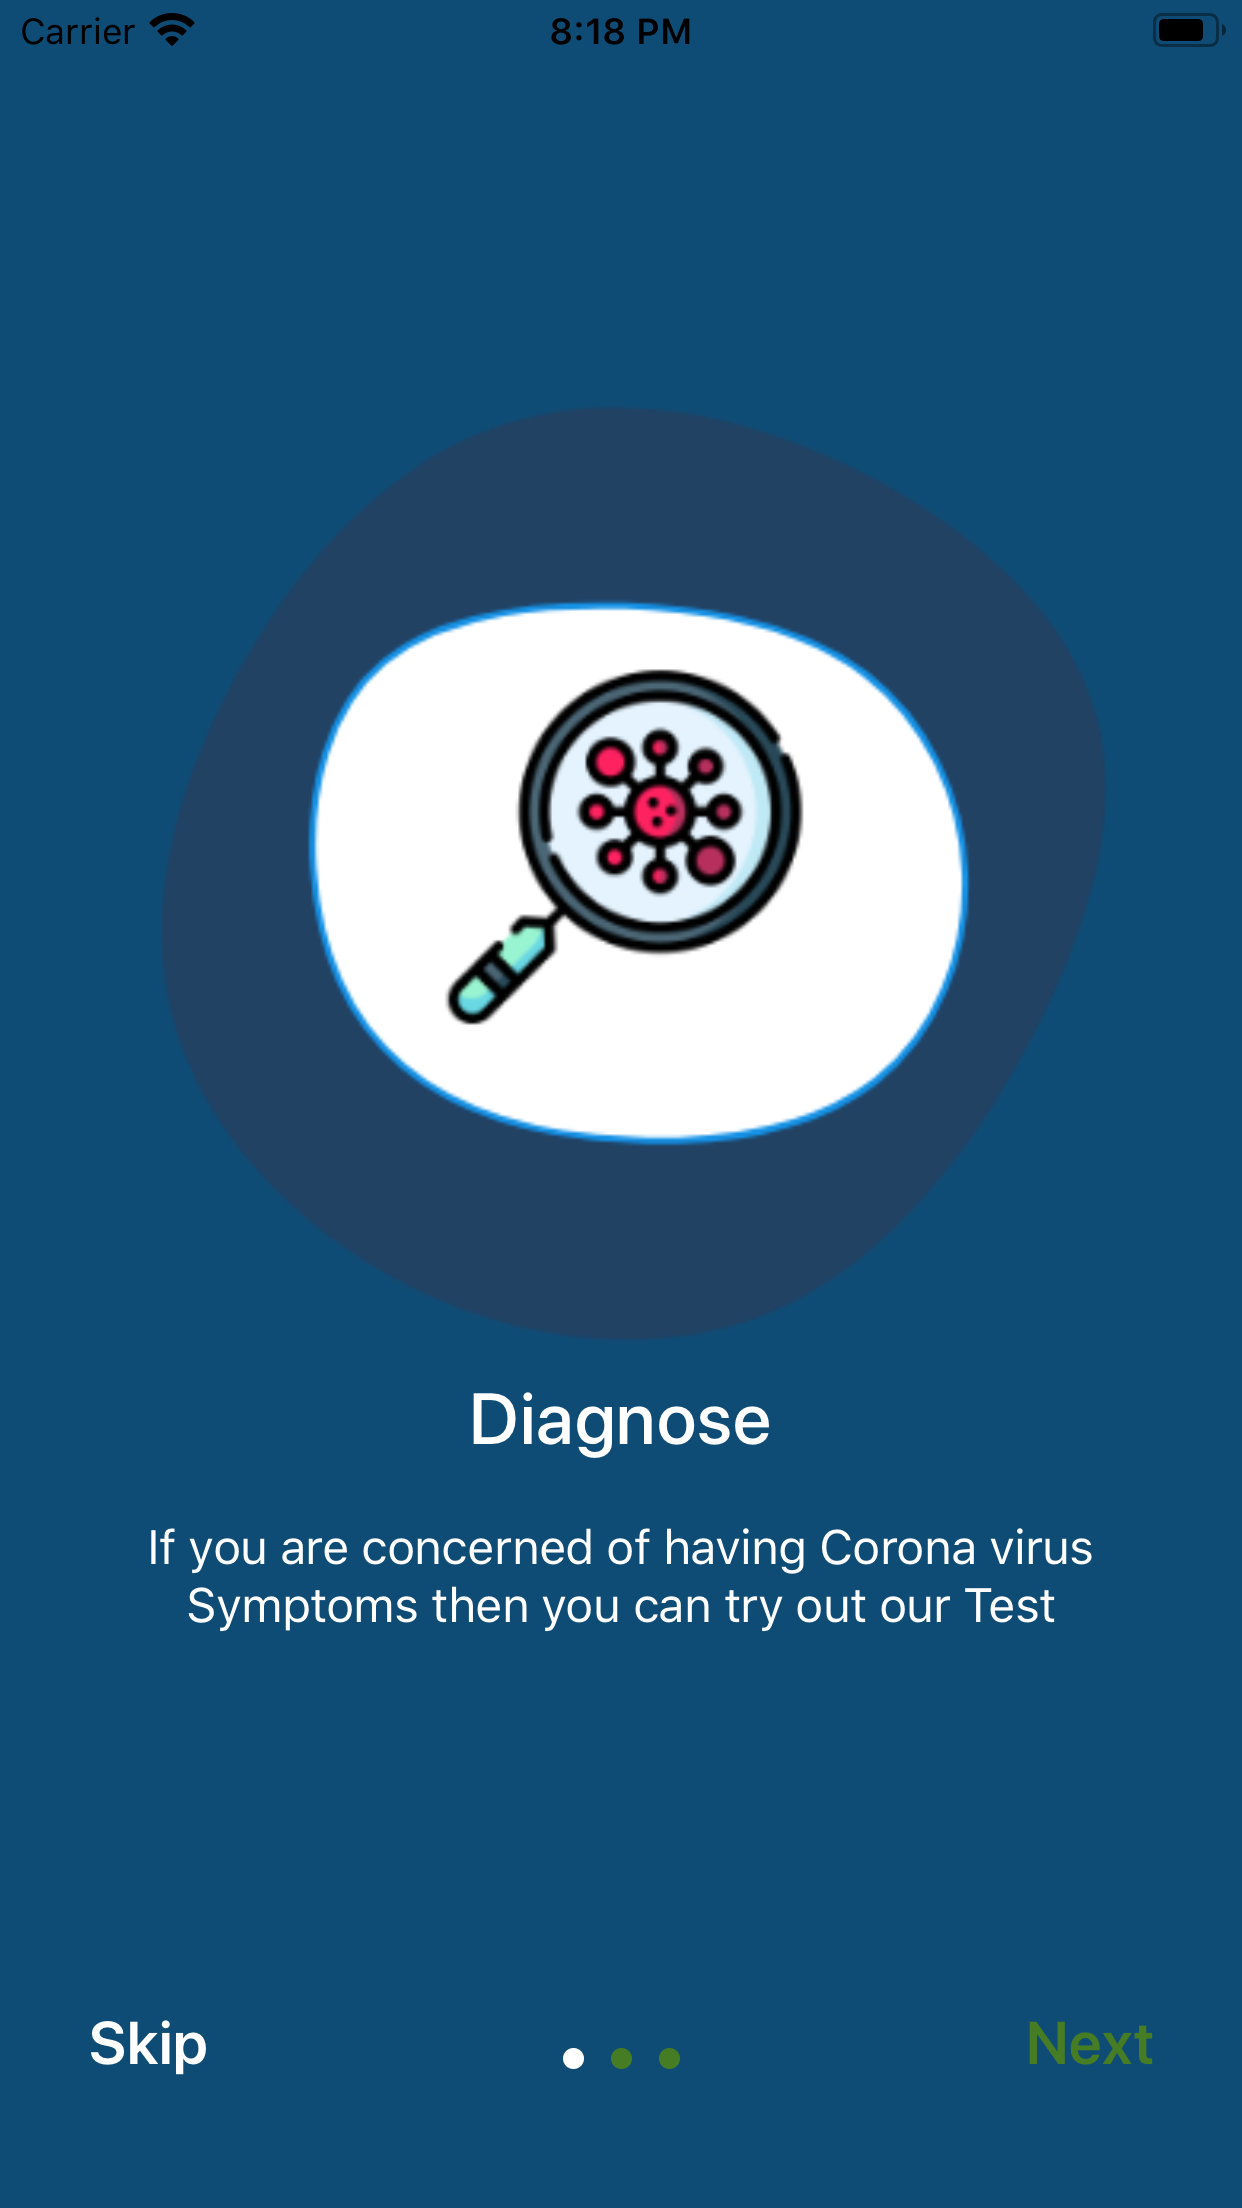 Carrier 8:18 PM
Diagnose
If you are concerned of having Corona virus
Symptoms then you can try out our Test
Skip Next